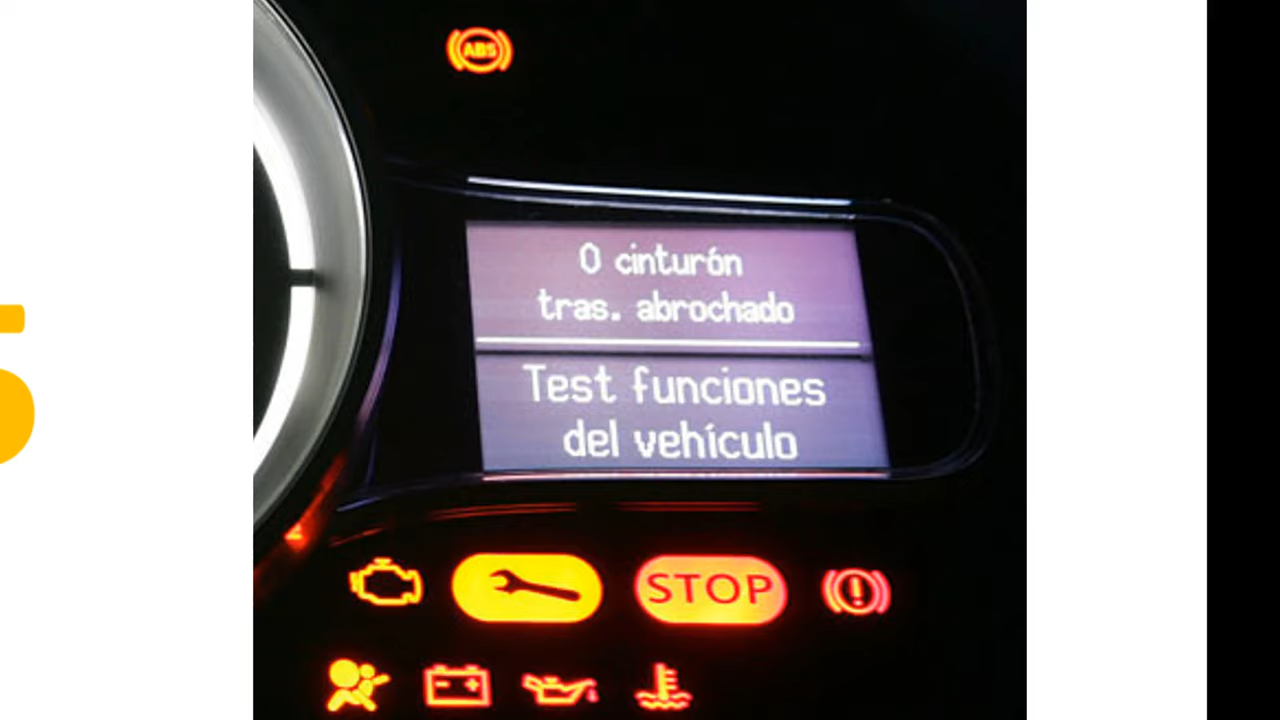 ABS
0 cinturón
tras. abrochado
Test funciones
del vehículo
STOP